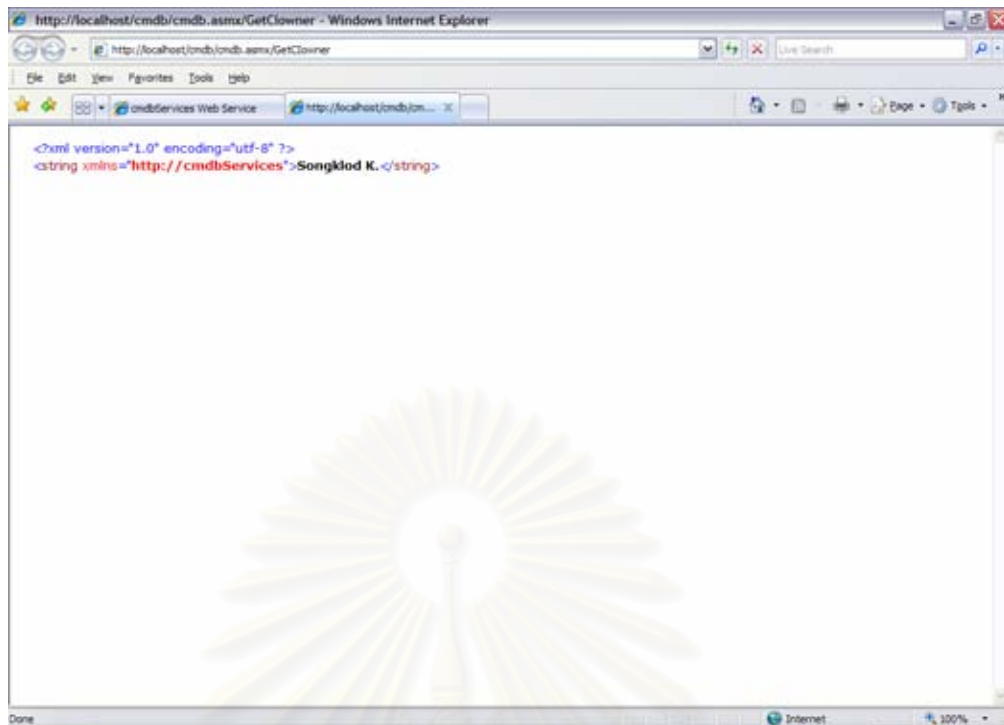 http://localhost/cmdb/cmdb.asmx/GetCIowner - Windows Internet Explorer
http://localhost/cmdb/cmdb.asmx/GetCIowner
Live Search
File Edit View Favorites Tools Help
cmdbServices Web Service
http://localhost/cmdb/cm...
Page
Tools
<?xml version="1.0" encoding="utf-8" ?>
<string xmlns="http://cmdbServices">Songklod K.</string>
Done
Internet
100%